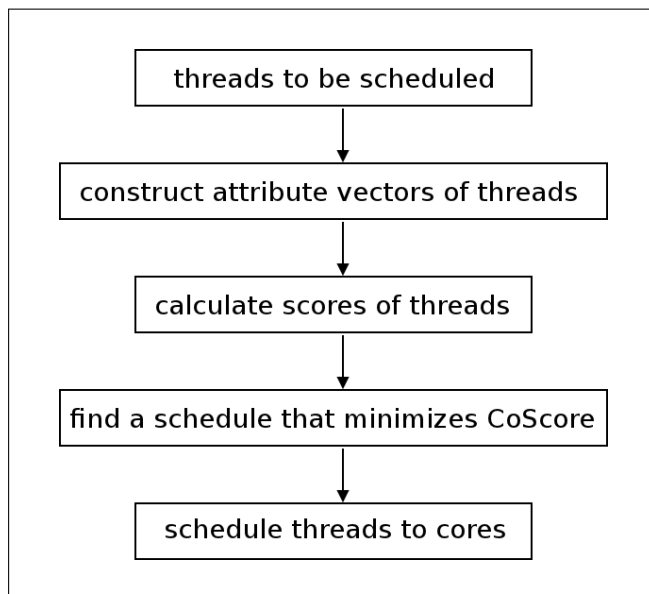 threads to be scheduled
construct attribute vectors of threads
calculate scores of threads
find a schedule that minimizes CoScore
schedule threads to cores